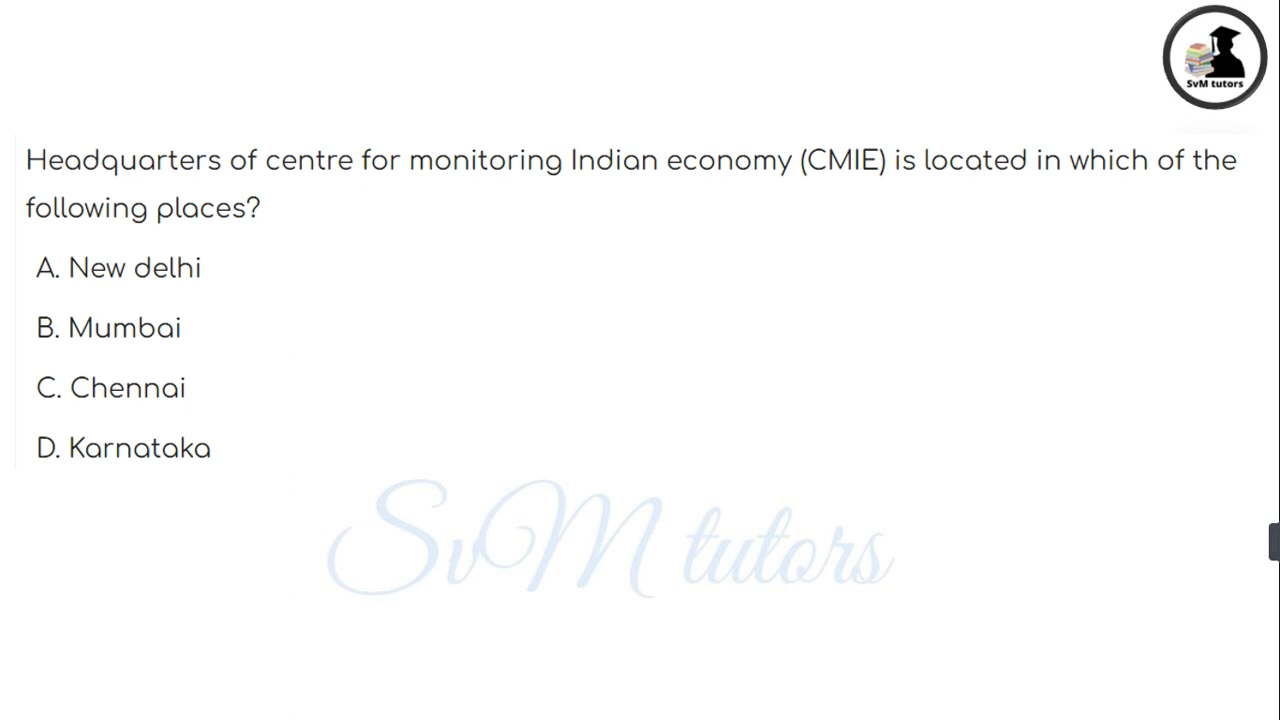 SvM tutors
Headquarters of centre for monitoring Indian economy (CMIE) is located in which of the
following places?
A. New delhi
B. Mumbai
C. Chennai
D. Karnataka
SvM tutors